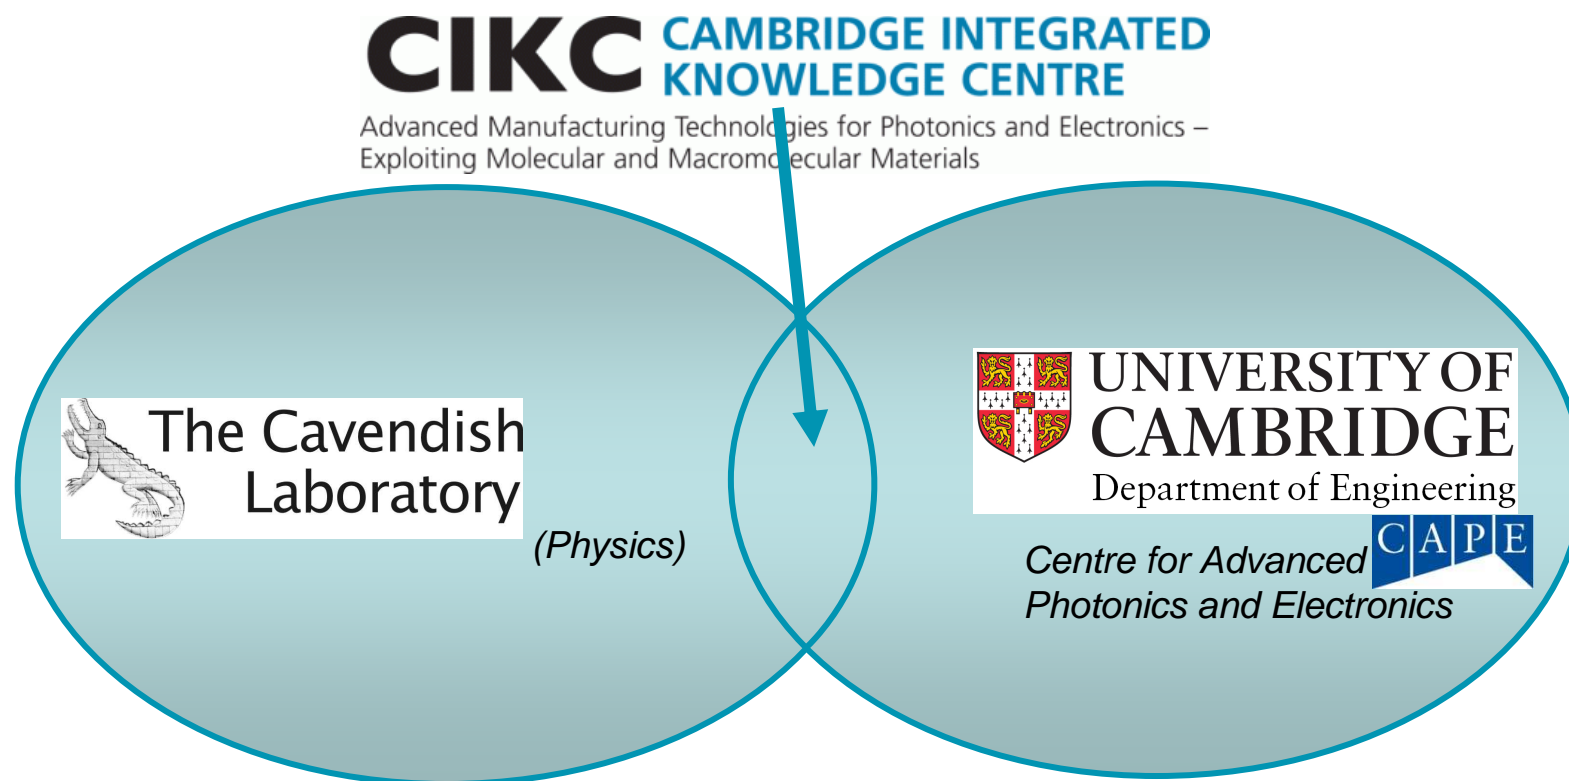 CIKC CAMBRIDGE INTEGRATED
KNOWLEDGE CENTRE
Advanced Manufacturing Technologies for Photonics and Electronics –
Exploiting Molecular and Macromolecular Materials
The Cavendish
Laboratory
(Physics)
UNIVERSITY OF
CAMBRIDGE
Department of Engineering
CAPE
Centre for Advanced
Photonics and Electronics